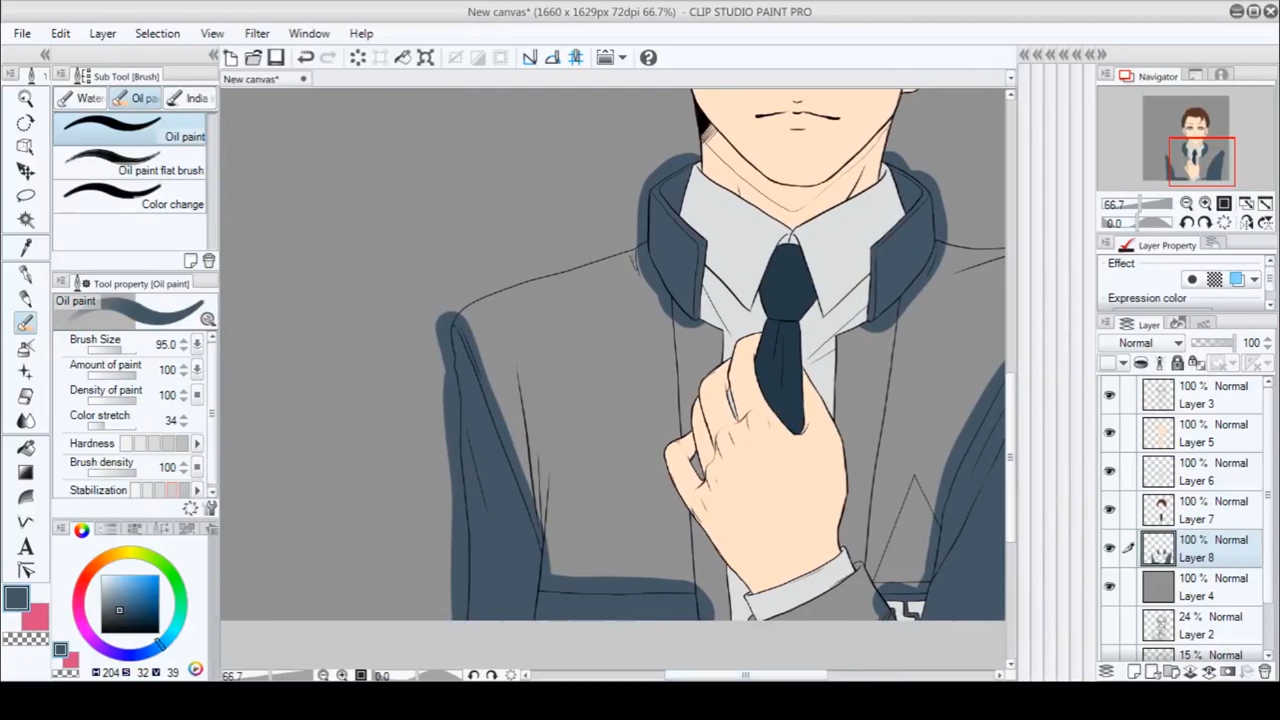 New canvas* (1660 x 1629px 72dpi 66.7%) - CLIP STUDIO PAINT PRO
File Edit Layer Selection View Filter Window Help
Sub Tool [Brush]
New canvas*
Navigator
Water
Oil pa
India i
Oil paint
Oil paint flat brush
Color change
66.7
0.0
Layer Property
Effect
Expression color
Tool property [Oil paint]
Oil paint
Brush Size 95.0
Amount of paint 100
Density of paint 100
Color stretch 34
Hardness
Brush density 100
Stabilization
Layer
Normal 100
100 % Normal
Layer 3
100 % Normal
Layer 5
100 % Normal
Layer 6
100 % Normal
Layer 7
100 % Normal
Layer 8
100 % Normal
Layer 4
24 % Normal
Layer 2
15 % Normal
A
H 204 S 32 V 39
66.7 0.0